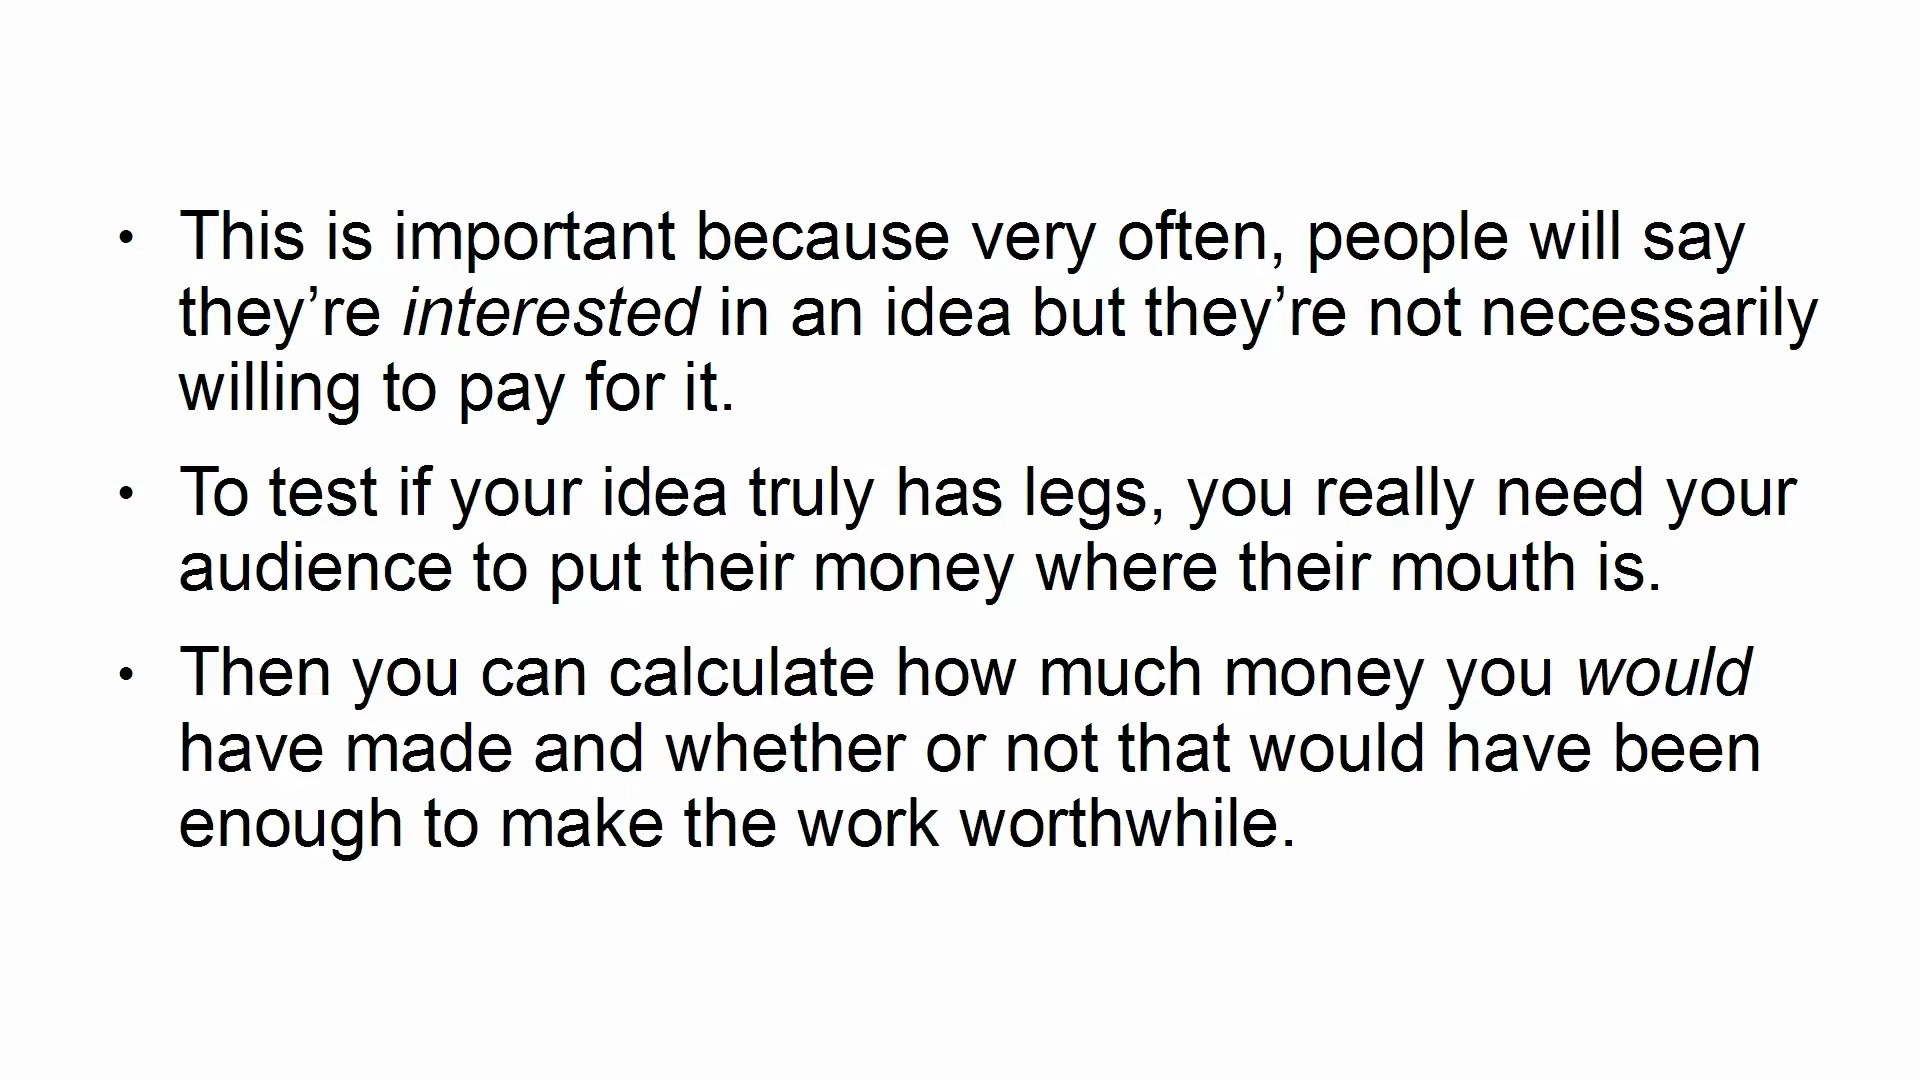 • This is important because very often, people will say
they’re interested in an idea but they’re not necessarily
willing to pay for it.
• To test if your idea truly has legs, you really need your
audience to put their money where their mouth is.
• Then you can calculate how much money you would
have made and whether or not that would have been
enough to make the work worthwhile.